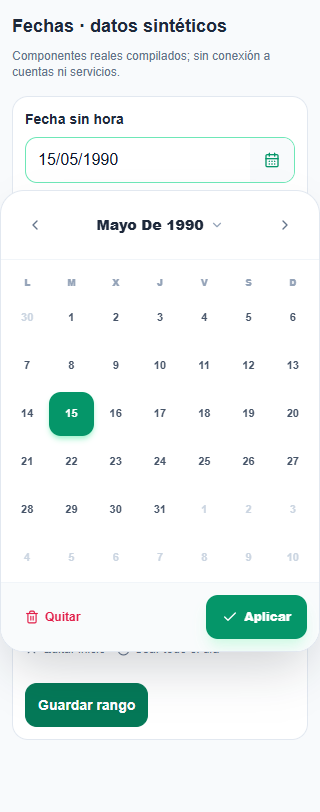 Fechas · datos sintéticos
Componentes reales compilados; sin conexión a
cuentas ni servicios.
Fecha sin hora
15/05/1990
Mayo De 1990
L M X J V S D
30 1 2 3 4 5 6
7 8 9 10 11 12 13
14 15 16 17 18 19 20
21 22 23 24 25 26 27
28 29 30 31 1 2 3
4 5 6 7 8 9 10
Quitar
Aplicar
Guardar rango